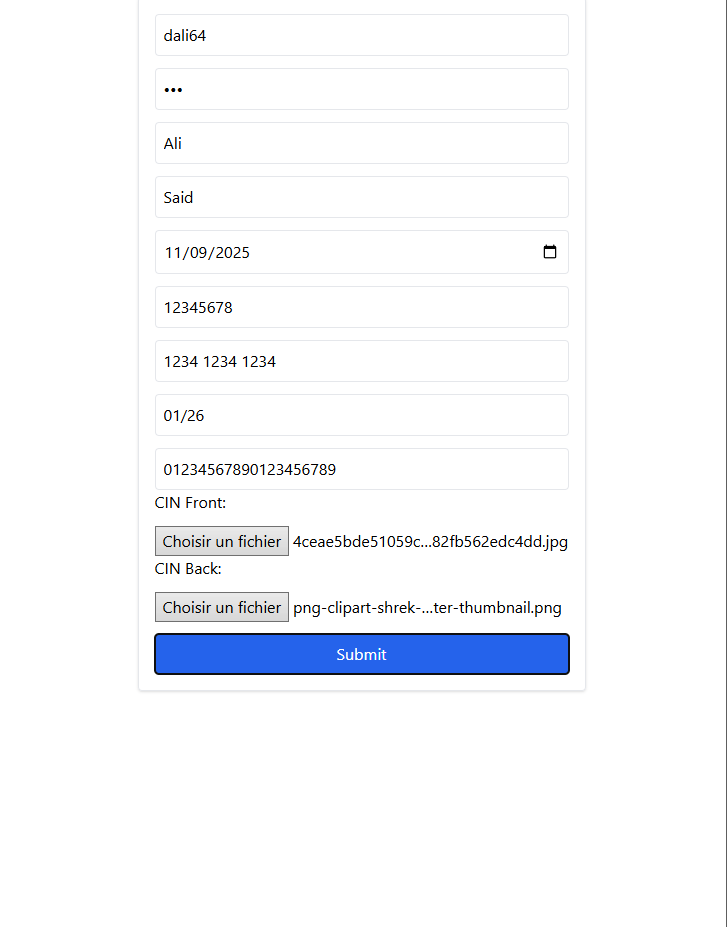 dali64
•••
Ali
Said
11/09/2025
12345678
1234 1234 1234
01/26
01234567890123456789
CIN Front:
Choisir un fichier 4ceae5bde51059c...82fb562edc4dd.jpg
CIN Back:
Choisir un fichier png-clipart-shrek-...ter-thumbnail.png
Submit